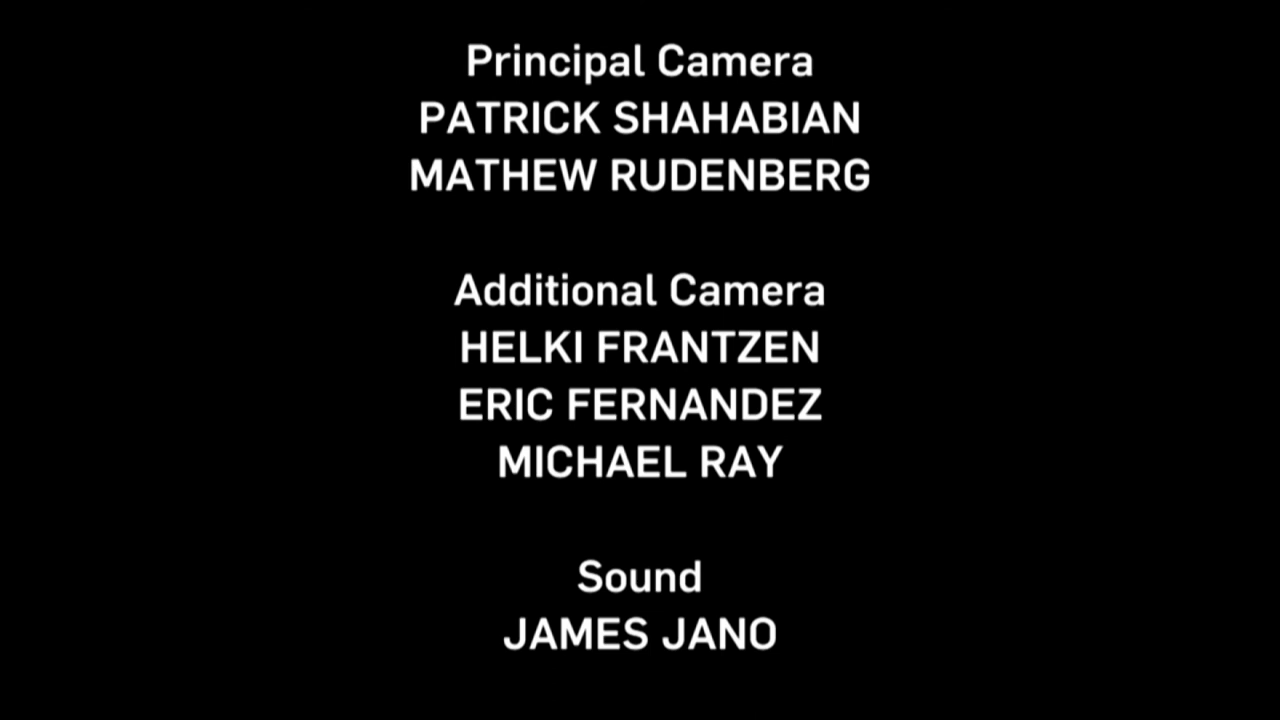 Principal Camera
PATRICK SHAHABIAN
MATHEW RUDENBERG
Additional Camera
HELKI FRANTZEN
ERIC FERNANDEZ
MICHAEL RAY
Sound
JAMES JANO